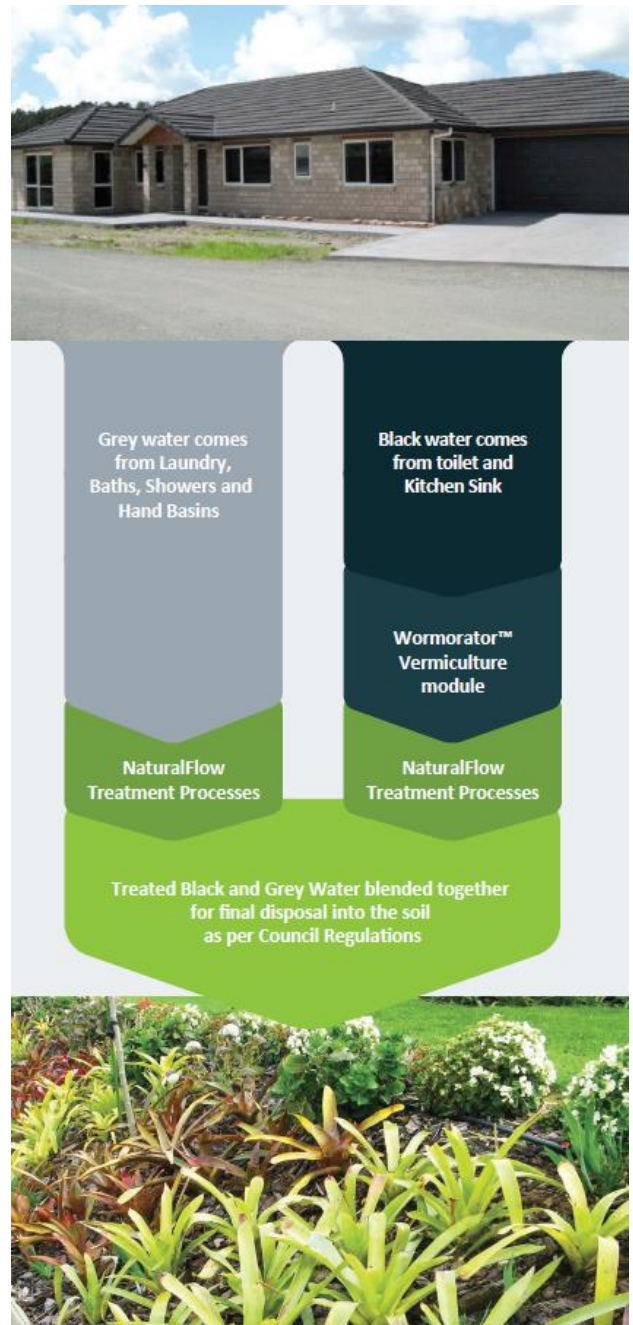 Grey water comes
from Laundry,
Baths, Showers and
Hand Basins
Black water comes
from toilet and
Kitchen Sink
Wormorator™
Vermiculture
module
NaturalFlow
Treatment Processes
NaturalFlow
Treatment Processes
Treated Black and Grey Water blended together
for final disposal into the soil
as per Council Regulations